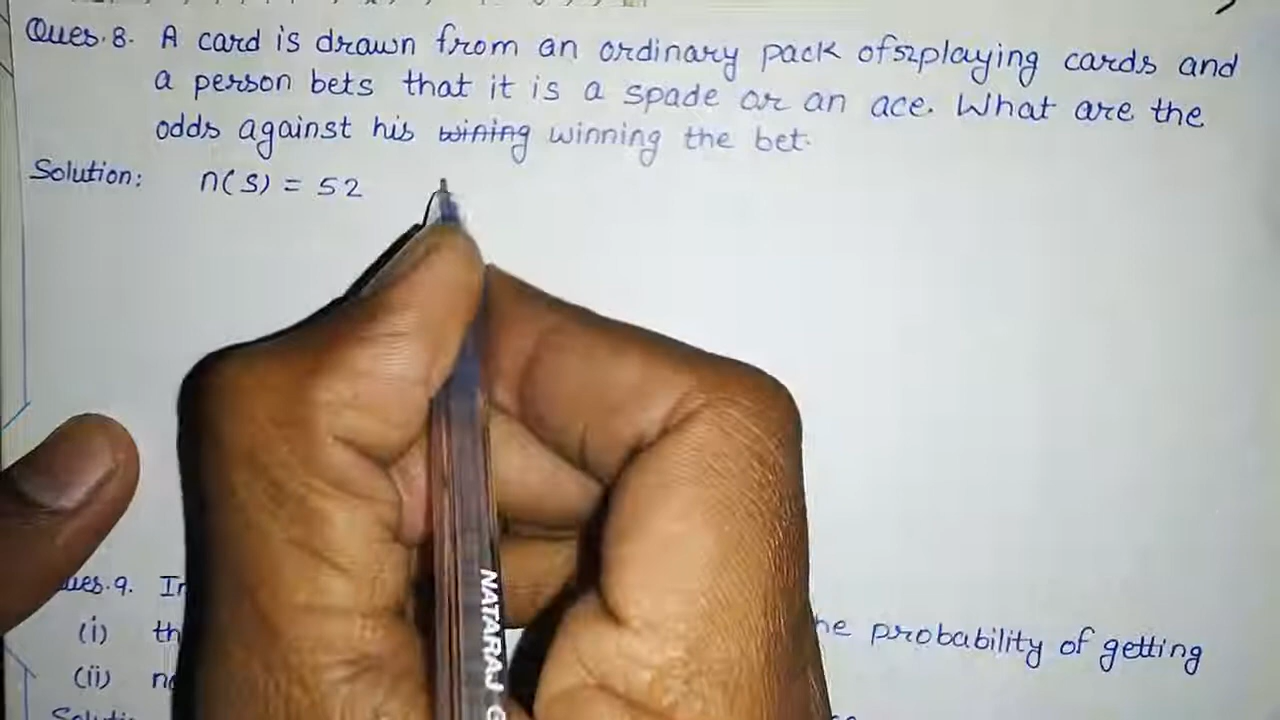 Ques.8. A card is drawn from an ordinary pack of 52 playing cards and
a person bets that it is a spade or an ace. What are the
odds against his wining winning the bet.
Solution: n(S) = 52
ues.9. In
(i) th he probability of getting
(ii)
NATARAJ